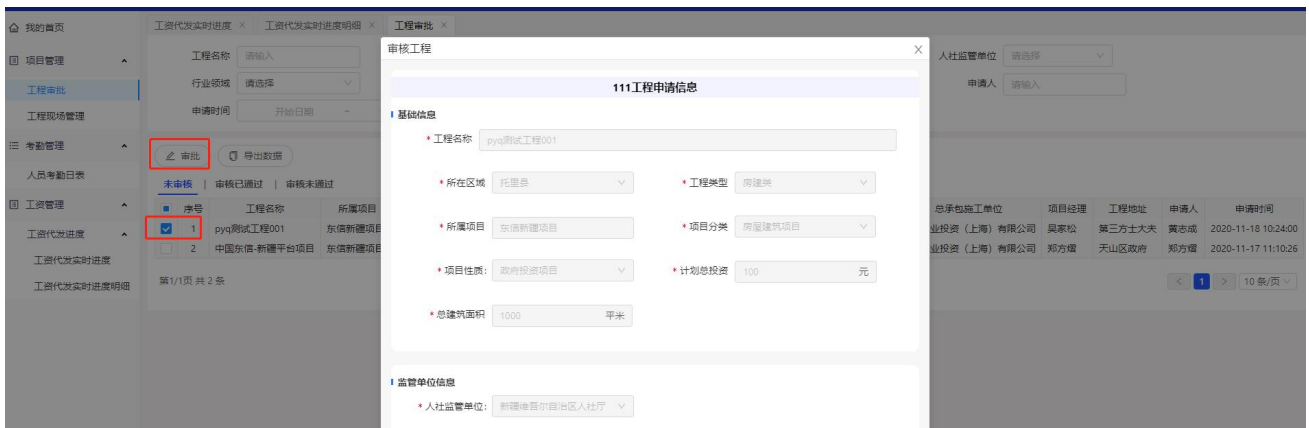 我的首页
工资代发实时进度 × 工资代发实时进度明细 × 工程审批 ×
项目管理
工程审批
工程现场管理
考勤管理
人员考勤日表
工资管理
工资代发进度
工资代发实时进度
工资代发实时进度明细
工程名称 请输入
人社监管单位 请选择
行业领域 请选择
申请人 请输入
申请时间 开始日期 ~
审批 导出数据
未审核 | 审核已通过 | 审核未通过
序号 工程名称 所属项目 总承包施工单位 项目经理 工程地址 申请人 申请时间
1 pyq测试工程001 东信新疆项目 业投资（上海）有限公司 吴家松 第三方士大夫 黄志成 2020-11-18 10:24:00
2 中国东信-新疆平台项目 东信新疆项目 业投资（上海）有限公司 郑方熠 天山区政府 郑方熠 2020-11-17 11:10:26
第1/1页 共 2 条
< 1 > 10 条/页
审核工程 X
111工程申请信息
基础信息
* 工程名称 pyq测试工程001
* 所在区域 托里县 * 工程类型 房建类
* 所属项目 东信新疆项目 * 项目分类 房屋建筑项目
* 项目性质: 政府投资项目 * 计划总投资 100 元
* 总建筑面积 1000 平米
监管单位信息
* 人社监管单位: 新疆维吾尔自治区人社厅